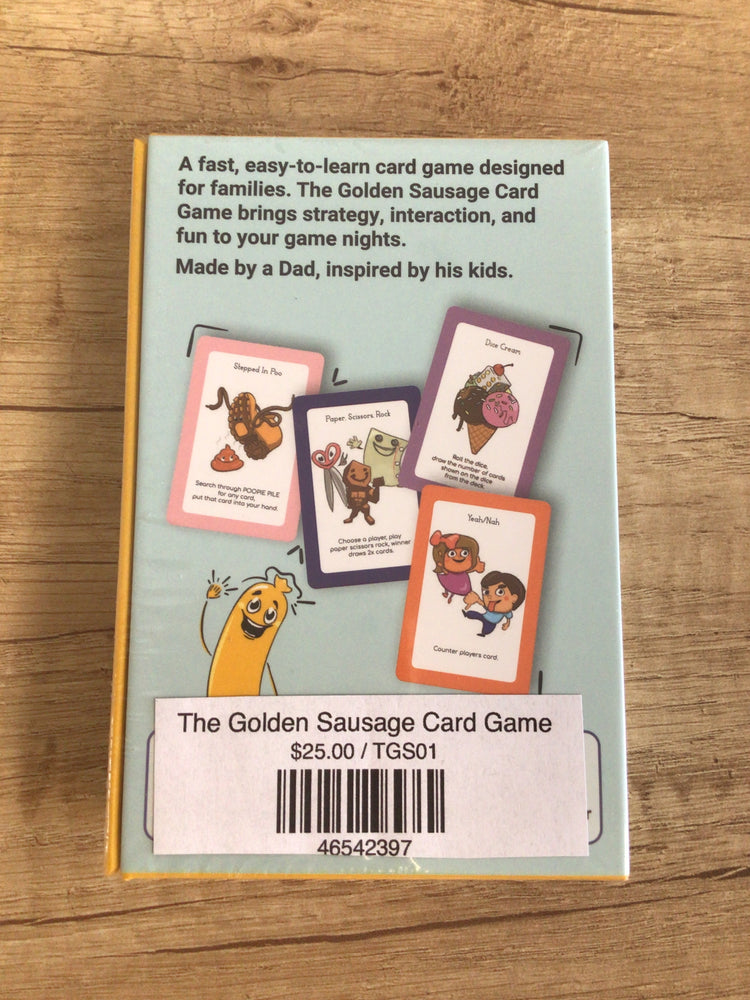 A fast, easy-to-learn card game designed
for families. The Golden Sausage Card
Game brings strategy, interaction, and
fun to your game nights.
Made by a Dad, inspired by his kids.
Stepped In Poo
Search through POOPIE PILE
for any card,
put that card into your hand.
Paper, Scissors, Rock
Choose a player, play
paper scissors rock, winner
draws 2x cards.
Dice Cream
Roll the dice,
draw the number of cards
shown on the dice
from the deck.
Yeah/Nah
Counter players card.
The Golden Sausage Card Game
$25.00 / TGS01
46542397